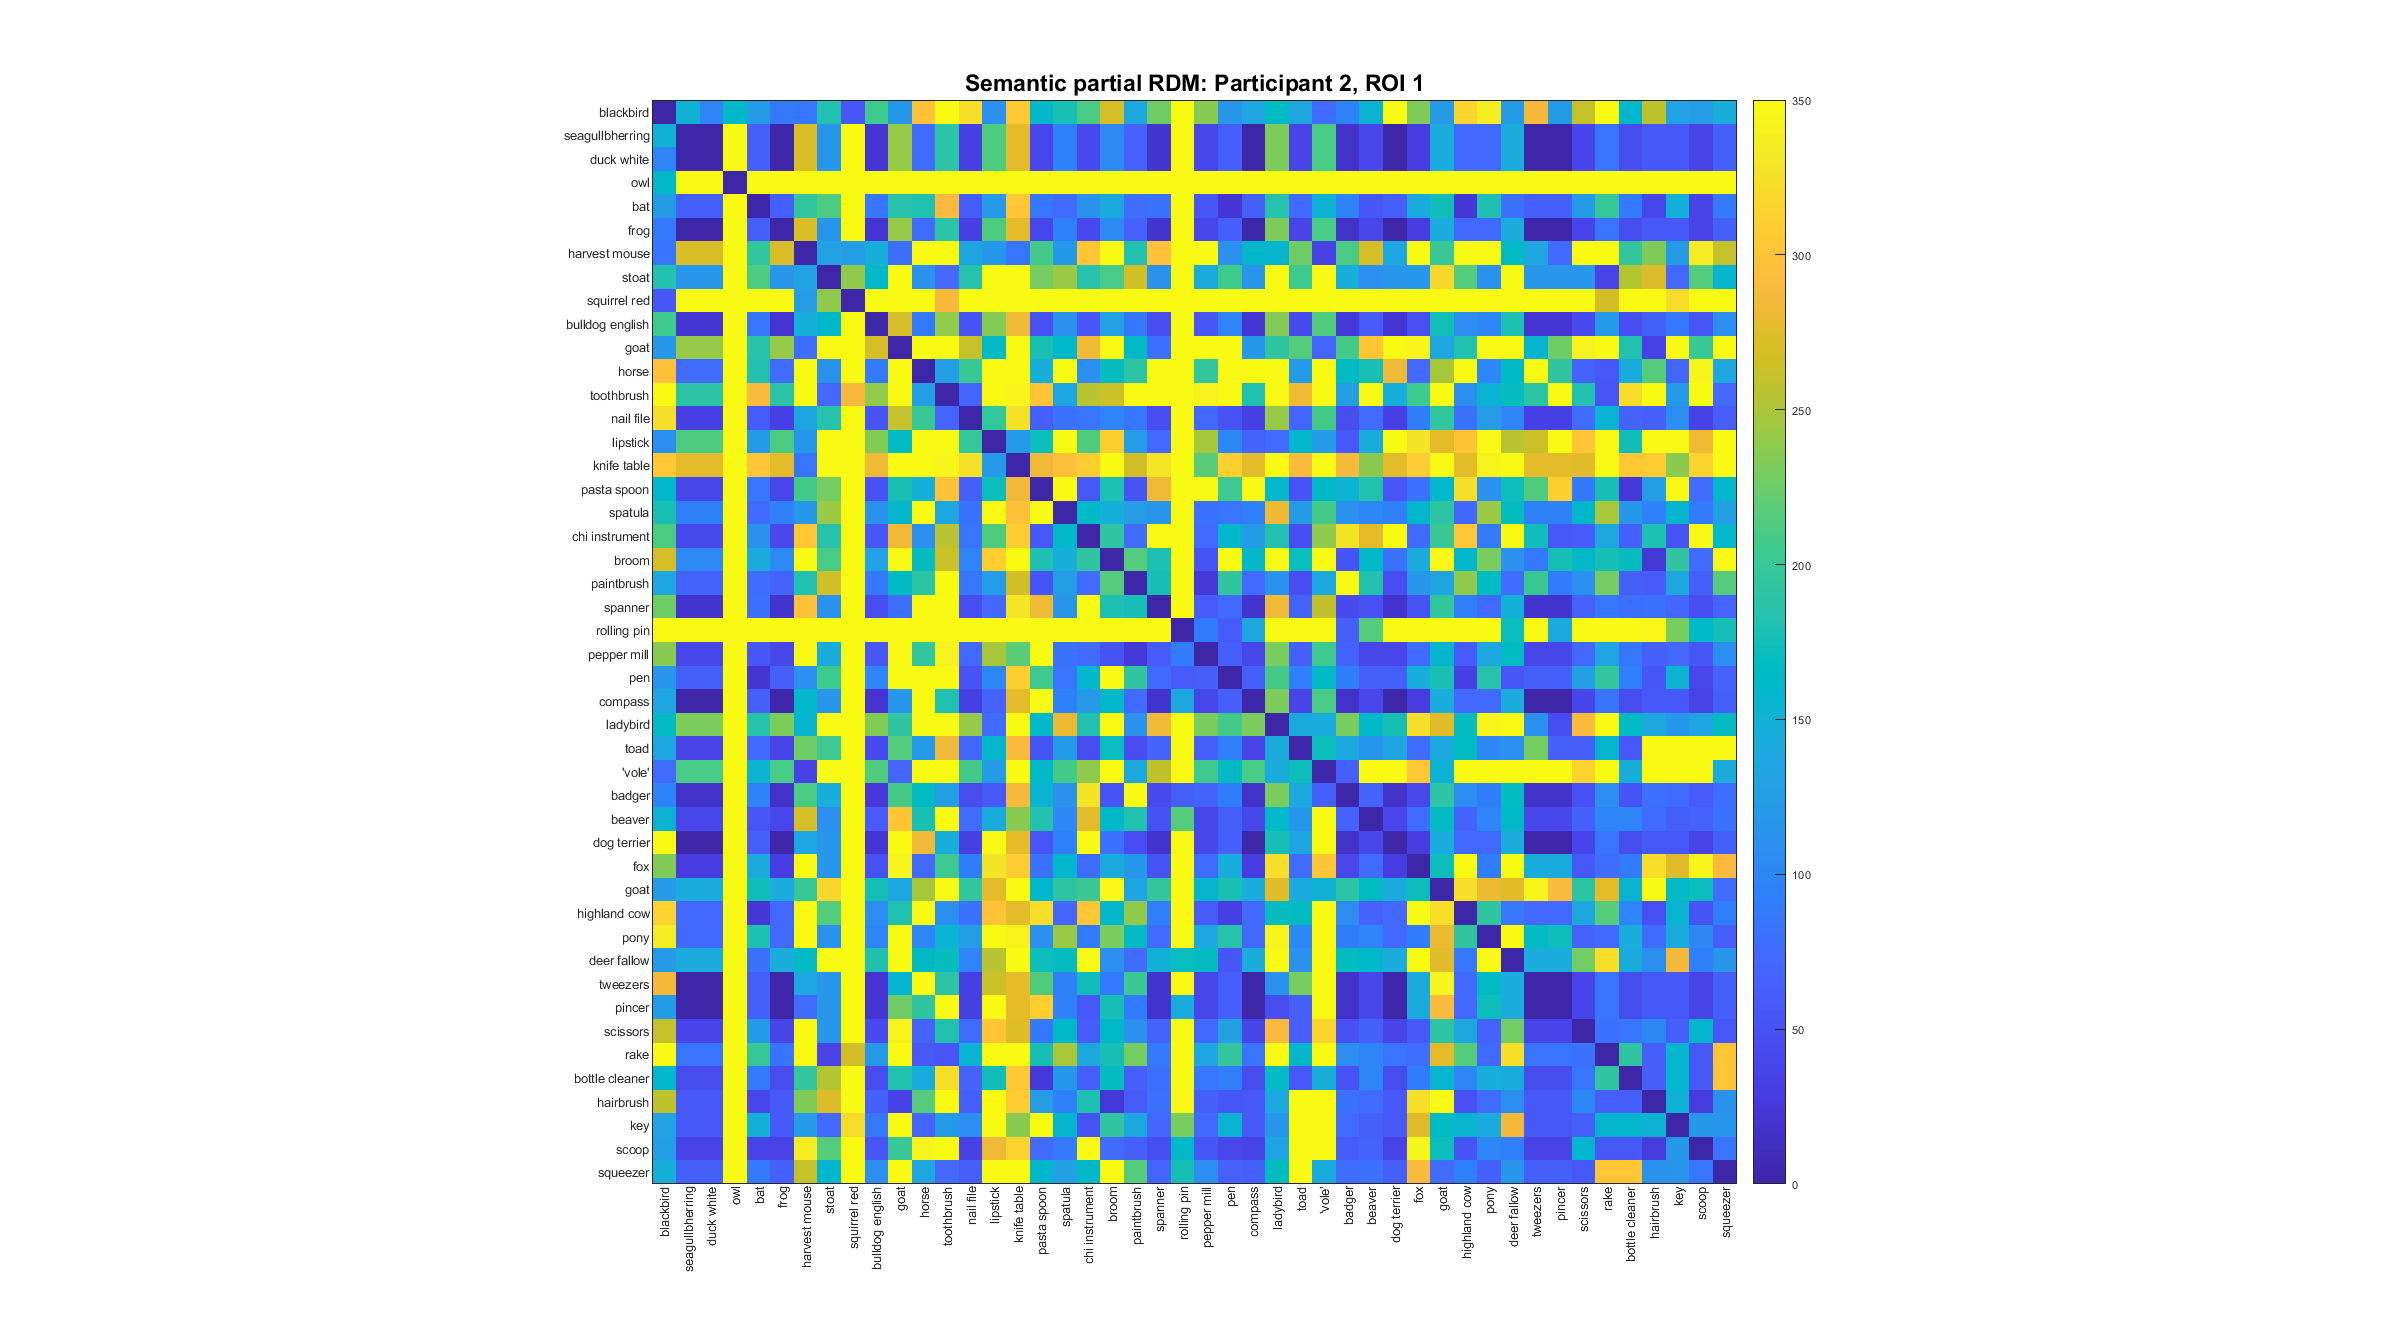 Semantic partial RDM: Participant 2, ROI 1
blackbird
seagullbherring
duck white
owl
bat
frog
harvest mouse
stoat
squirrel red
bulldog english
goat
horse
toothbrush
nail file
lipstick
knife table
pasta spoon
spatula
chi instrument
broom
paintbrush
spanner
rolling pin
pepper mill
pen
compass
ladybird
toad
'vole'
badger
beaver
dog terrier
fox
goat
highland cow
pony
deer fallow
tweezers
pincer
scissors
rake
bottle cleaner
hairbrush
key
scoop
squeezer
350
300
250
200
150
100
50
0
blackbird
seagullbherring
duck white
owl
bat
frog
harvest mouse
stoat
squirrel red
bulldog english
goat
horse
toothbrush
nail file
lipstick
knife table
pasta spoon
spatula
chi instrument
broom
paintbrush
spanner
rolling pin
pepper mill
pen
compass
ladybird
toad
'vole'
badger
beaver
dog terrier
fox
goat
highland cow
pony
deer fallow
tweezers
pincer
scissors
rake
bottle cleaner
hairbrush
key
scoop
squeezer